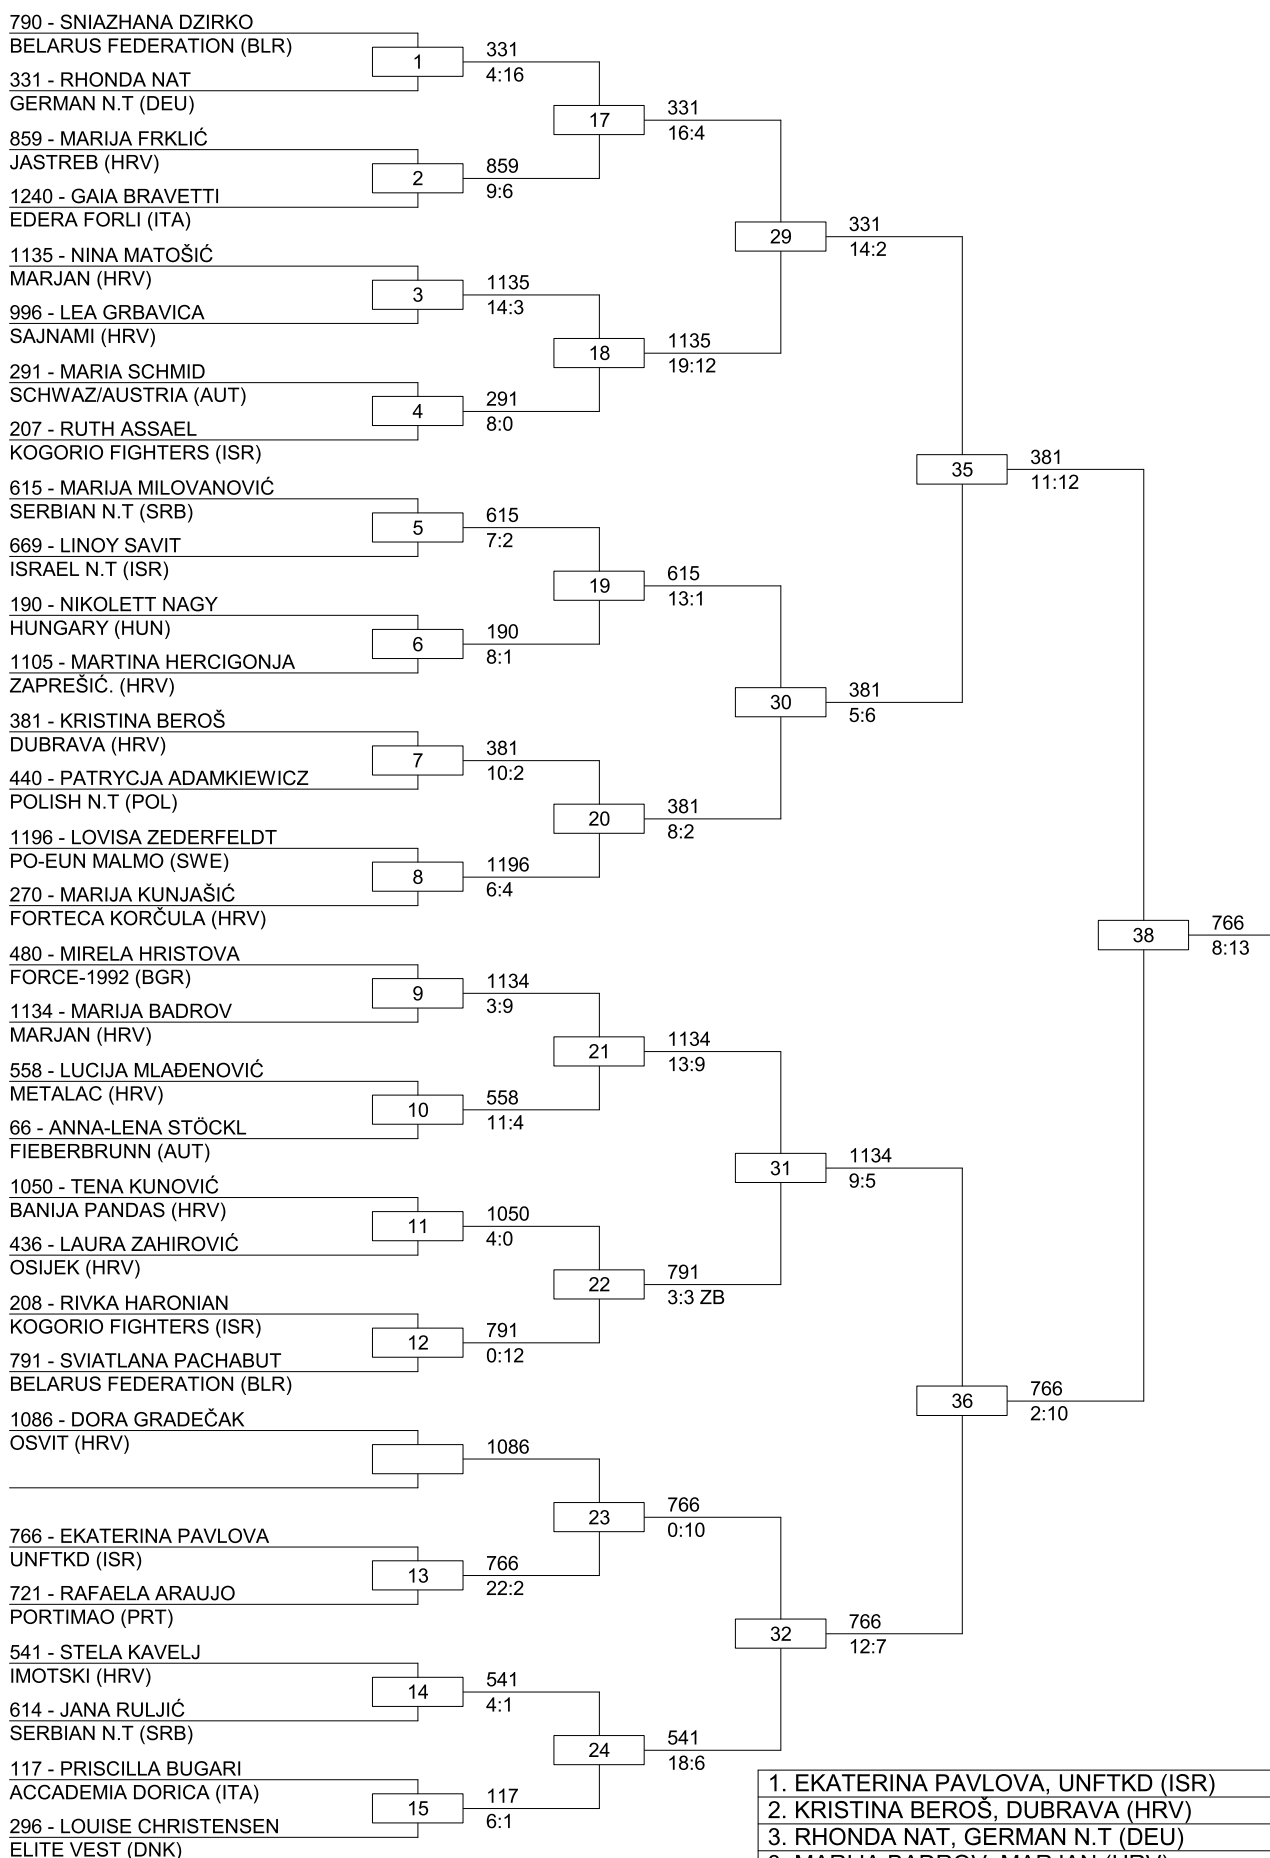 790 - SNIAZHANA DZIRKO
BELARUS FEDERATION (BLR)
331 - RHONDA NAT
GERMAN N.T (DEU)
859 - MARIJA FRKLIĆ
JASTREB (HRV)
1240 - GAIA BRAVETTI
EDERA FORLI (ITA)
1135 - NINA MATOŠIĆ
MARJAN (HRV)
996 - LEA GRBAVICA
SAJNAMI (HRV)
291 - MARIA SCHMID
SCHWAZ/AUSTRIA (AUT)
207 - RUTH ASSAEL
KOGORIO FIGHTERS (ISR)
615 - MARIJA MILOVANOVIĆ
SERBIAN N.T (SRB)
669 - LINOY SAVIT
ISRAEL N.T (ISR)
190 - NIKOLETT NAGY
HUNGARY (HUN)
1105 - MARTINA HERCIGONJA
ZAPREŠIĆ. (HRV)
381 - KRISTINA BEROŠ
DUBRAVA (HRV)
440 - PATRYCJA ADAMKIEWICZ
POLISH N.T (POL)
1196 - LOVISA ZEDERFELDT
PO-EUN MALMO (SWE)
270 - MARIJA KUNJAŠIĆ
FORTECA KORČULA (HRV)
480 - MIRELA HRISTOVA
FORCE-1992 (BGR)
1134 - MARIJA BADROV
MARJAN (HRV)
558 - LUCIJA MLAĐENOVIĆ
METALAC (HRV)
66 - ANNA-LENA STÖCKL
FIEBERBRUNN (AUT)
1050 - TENA KUNOVIĆ
BANIJA PANDAS (HRV)
436 - LAURA ZAHIROVIĆ
OSIJEK (HRV)
208 - RIVKA HARONIAN
KOGORIO FIGHTERS (ISR)
791 - SVIATLANA PACHABUT
BELARUS FEDERATION (BLR)
1086 - DORA GRADEČAK
OSVIT (HRV)
766 - EKATERINA PAVLOVA
UNFTKD (ISR)
721 - RAFAELA ARAUJO
PORTIMAO (PRT)
541 - STELA KAVELJ
IMOTSKI (HRV)
614 - JANA RULJIĆ
SERBIAN N.T (SRB)
117 - PRISCILLA BUGARI
ACCADEMIA DORICA (ITA)
296 - LOUISE CHRISTENSEN
ELITE VEST (DNK)
1
331
4:16
2
859
9:6
3
1135
14:3
4
291
8:0
5
615
7:2
6
190
8:1
7
381
10:2
8
1196
6:4
9
1134
3:9
10
558
11:4
11
1050
4:0
12
791
0:12
1086
13
766
22:2
14
541
4:1
15
117
6:1
17
331
16:4
18
1135
19:12
19
615
13:1
20
381
8:2
21
1134
13:9
22
791
3:3 ZB
23
766
0:10
24
541
18:6
29
331
14:2
30
381
5:6
31
1134
9:5
32
766
12:7
35
381
11:12
36
766
2:10
38
766
8:13
1. EKATERINA PAVLOVA, UNFTKD (ISR)
2. KRISTINA BEROŠ, DUBRAVA (HRV)
3. RHONDA NAT, GERMAN N.T (DEU)